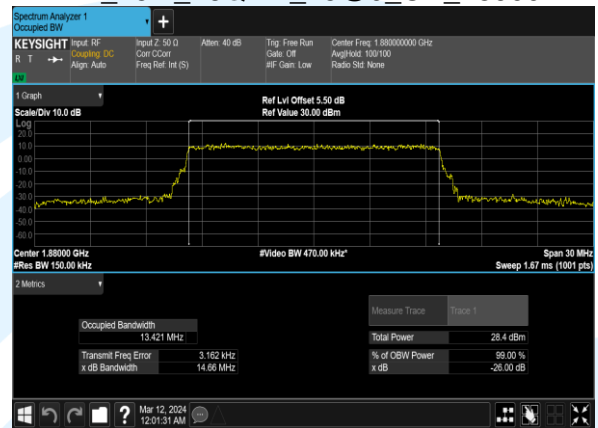 Spectrum Analyzer 1
Occupied BW
+
KEYSIGHT Input: RF Input Z: 50 Ω Atten: 40 dB Trig: Free Run Center Freq: 1.880000000 GHz
R T Coupling: DC Corr CCorr Gate: Off Avg|Hold: 100/100
Align: Auto Freq Ref: Int (S) #IF Gain: Low Radio Std: None
1 Graph
Ref Lvl Offset 5.50 dB
Scale/Div 10.0 dB Ref Value 30.00 dBm
Log
20.0
10.0
0.00
-10.0
-20.0
-30.0
-40.0
-50.0
-60.0
Center 1.88000 GHz #Video BW 470.00 kHz* Span 30 MHz
#Res BW 150.00 kHz Sweep 1.67 ms (1001 pts)
2 Metrics
Measure Trace Trace 1
Occupied Bandwidth
13.421 MHz Total Power 28.4 dBm
Transmit Freq Error 3.162 kHz % of OBW Power 99.00 %
x dB Bandwidth 14.66 MHz x dB -26.00 dB
? Mar 12, 2024
12:01:31 AM